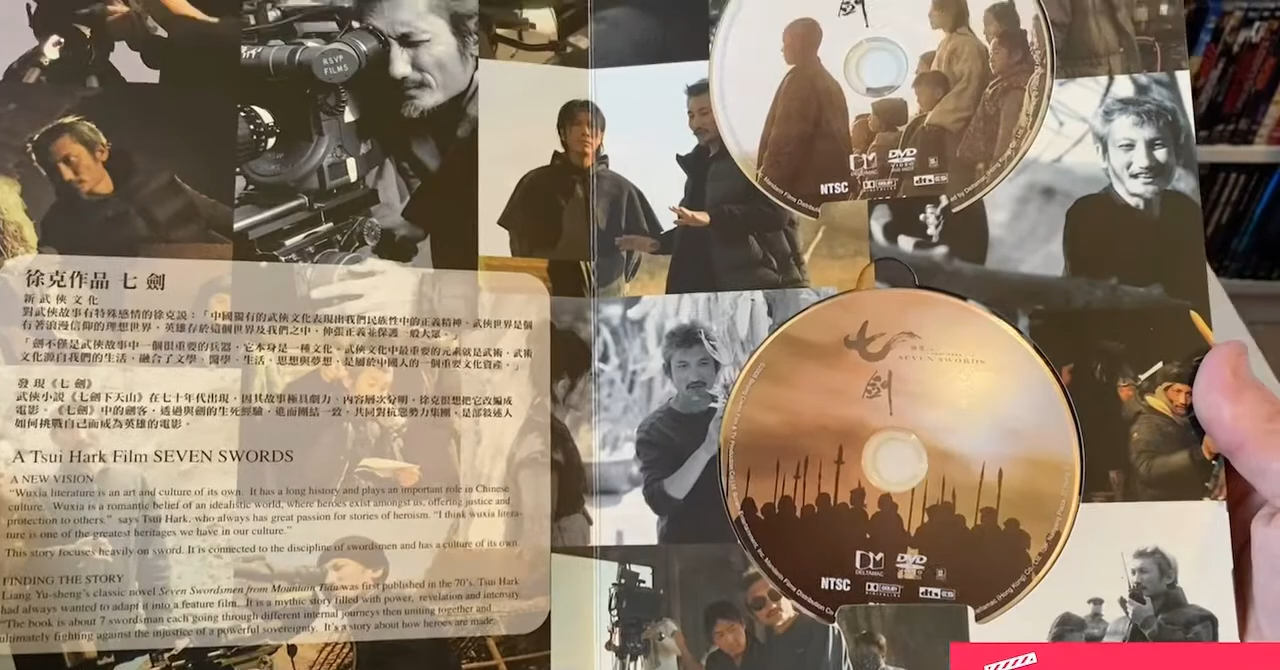 RSVP
FILMS
徐克作品 七 劍
新 武 俠 文 化
對武俠故事有特殊感情的徐克説：「中國獨有的武俠文化表現出我們民族性中的正義精神。武俠世界是個
有著浪漫信仰的理想世界，英雄存於這個世界及我們之中，伸張正義並保護一般大眾。」
「劍不僅是武俠故事中一個很重要的兵器，它本身是一種文化。武俠文化中最重要的元素就是武術，武術
文化源自我們的生活，融合了文學、醫學、生活、思想與夢想，是屬於中國人的一個重要文化資產。」
發 現《七 劍》
武俠小説《七劍下天山》在七十年代出現，因其故事極具劇力、內容層次分明，徐克很想把它改編成
電影。《七劍》中的劍客，透過與劍的生死經驗，進而團結一致，共同對抗惡勢力集團，是部敘述人
如何挑戰自己而成為英雄的電影。
A Tsui Hark Film SEVEN SWORDS
A NEW VISION
"Wuxia literature is an art and culture of its own. It has a long history and plays an important role in Chinese
culture. Wuxia is a romantic belief of an idealistic world, where heroes exist amongst us, offering justice and
protection to others." says Tsui Hark, who always has great passion for stories of heroism. "I think wuxia litera-
ture is one of the greatest heritages we have in our culture."
This story focuses heavily on sword. It is connected to the discipline of swordsmen and has a culture of its own.
FINDING THE STORY
Liang Yu-sheng's classic novel Seven Swordsmen from Mountain Tian was first published in the 70's. Tsui Hark
had always wanted to adapt it into a feature film. It is a mythic story filled with power, revelation and intensity
"The book is about 7 swordsman each going through different internal journeys then uniting together and
ultimately fighting against the injustice of a powerful sovereignty. It's a story about how heroes are made.
劍
DM
DELTAMAC
DVD
VIDEO
NTSC
DOLBY
DIGITAL
dts
七
SEVEN SWORDS
劍
DM
DELTAMAC
DVD
NTSC
DOLBY
DIGITAL
dts